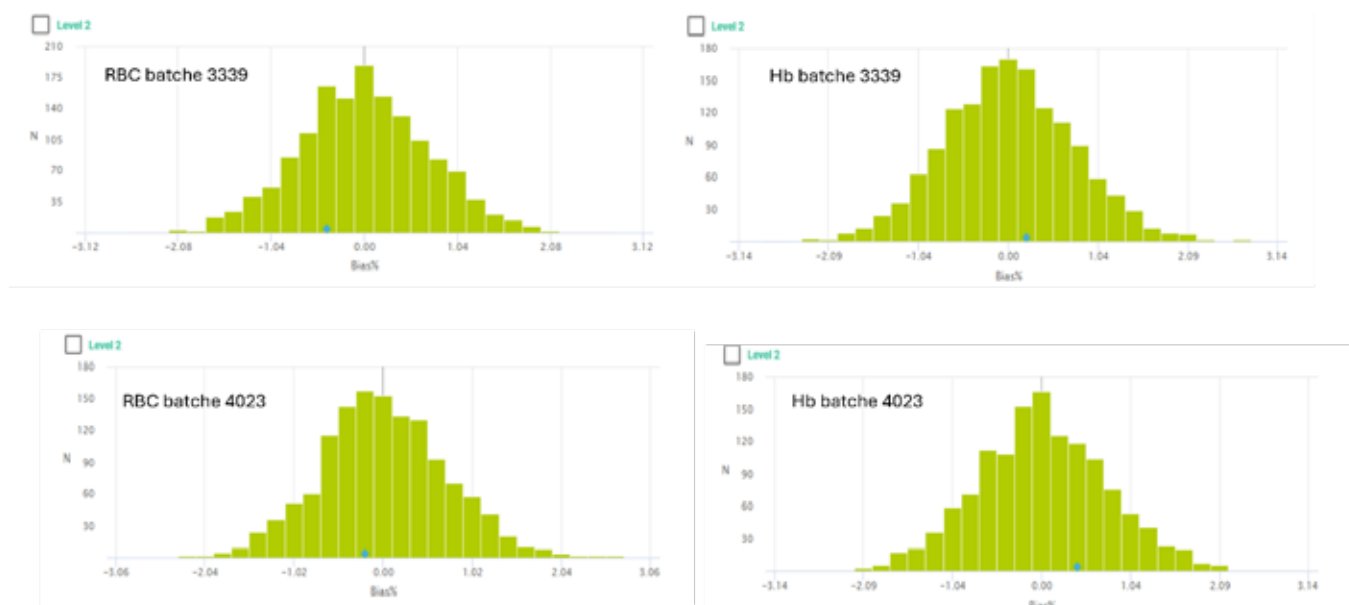 Level 2
210
175
140
N 105
70
35
RBC batche 3339
-3.12 -2.08 -1.04 0.00 1.04 2.08 3.12
Bias%
Level 2
180
150
120
N 90
60
30
Hb batche 3339
-3.14 -2.09 -1.04 0.00 1.04 2.09 3.14
Bias%
Level 2
180
150
120
N 90
60
30
RBC batche 4023
-3.06 -2.04 -1.02 0.00 1.02 2.04 3.06
Bias%
Level 2
180
150
120
N 90
60
30
Hb batche 4023
-3.14 -2.09 -1.04 0.00 1.04 2.09 3.14
Bias%